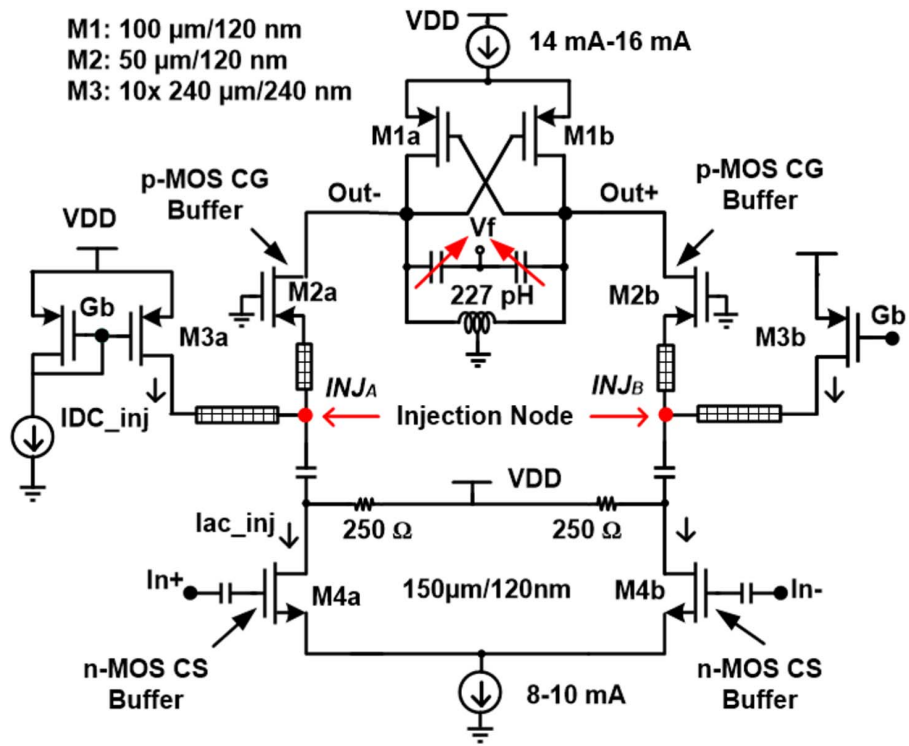 M1: 100 µm/120 nm
M2: 50 µm/120 nm
M3: 10x 240 µm/240 nm
VDD
14 mA-16 mA
M1a
M1b
p-MOS CG
Buffer
Out-
Out+
p-MOS CG
Buffer
VDD
Vf
Gb
M2a
227 pH
M2b
M3a
M3b
Gb
IDC_inj
INJA
Injection Node
INJB
VDD
Iac_inj
250 Ω
250 Ω
In+
M4a
150µm/120nm
M4b
In-
n-MOS CS
Buffer
8-10 mA
n-MOS CS
Buffer